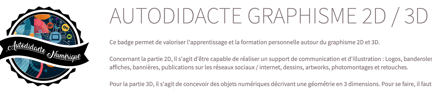 AUTODIDACTE GRAPHISME 2D / 3D
Autodidacte Numérique
Ce badge permet de valoriser l'apprentissage et la formation personnelle autour du graphisme 2D et 3D.
Concernant la partie 2D, il s'agit d'être capable de réaliser un support de communication et d'illustration : Logos, banderoles
affiches, bannières, publications sur les réseaux sociaux / internet, dessins, artworks, photomontages et retouches.
Pour la partie 3D, il s'agit de concevoir des objets numériques décrivant une géométrie en 3 dimensions. Pour se faire, il faut